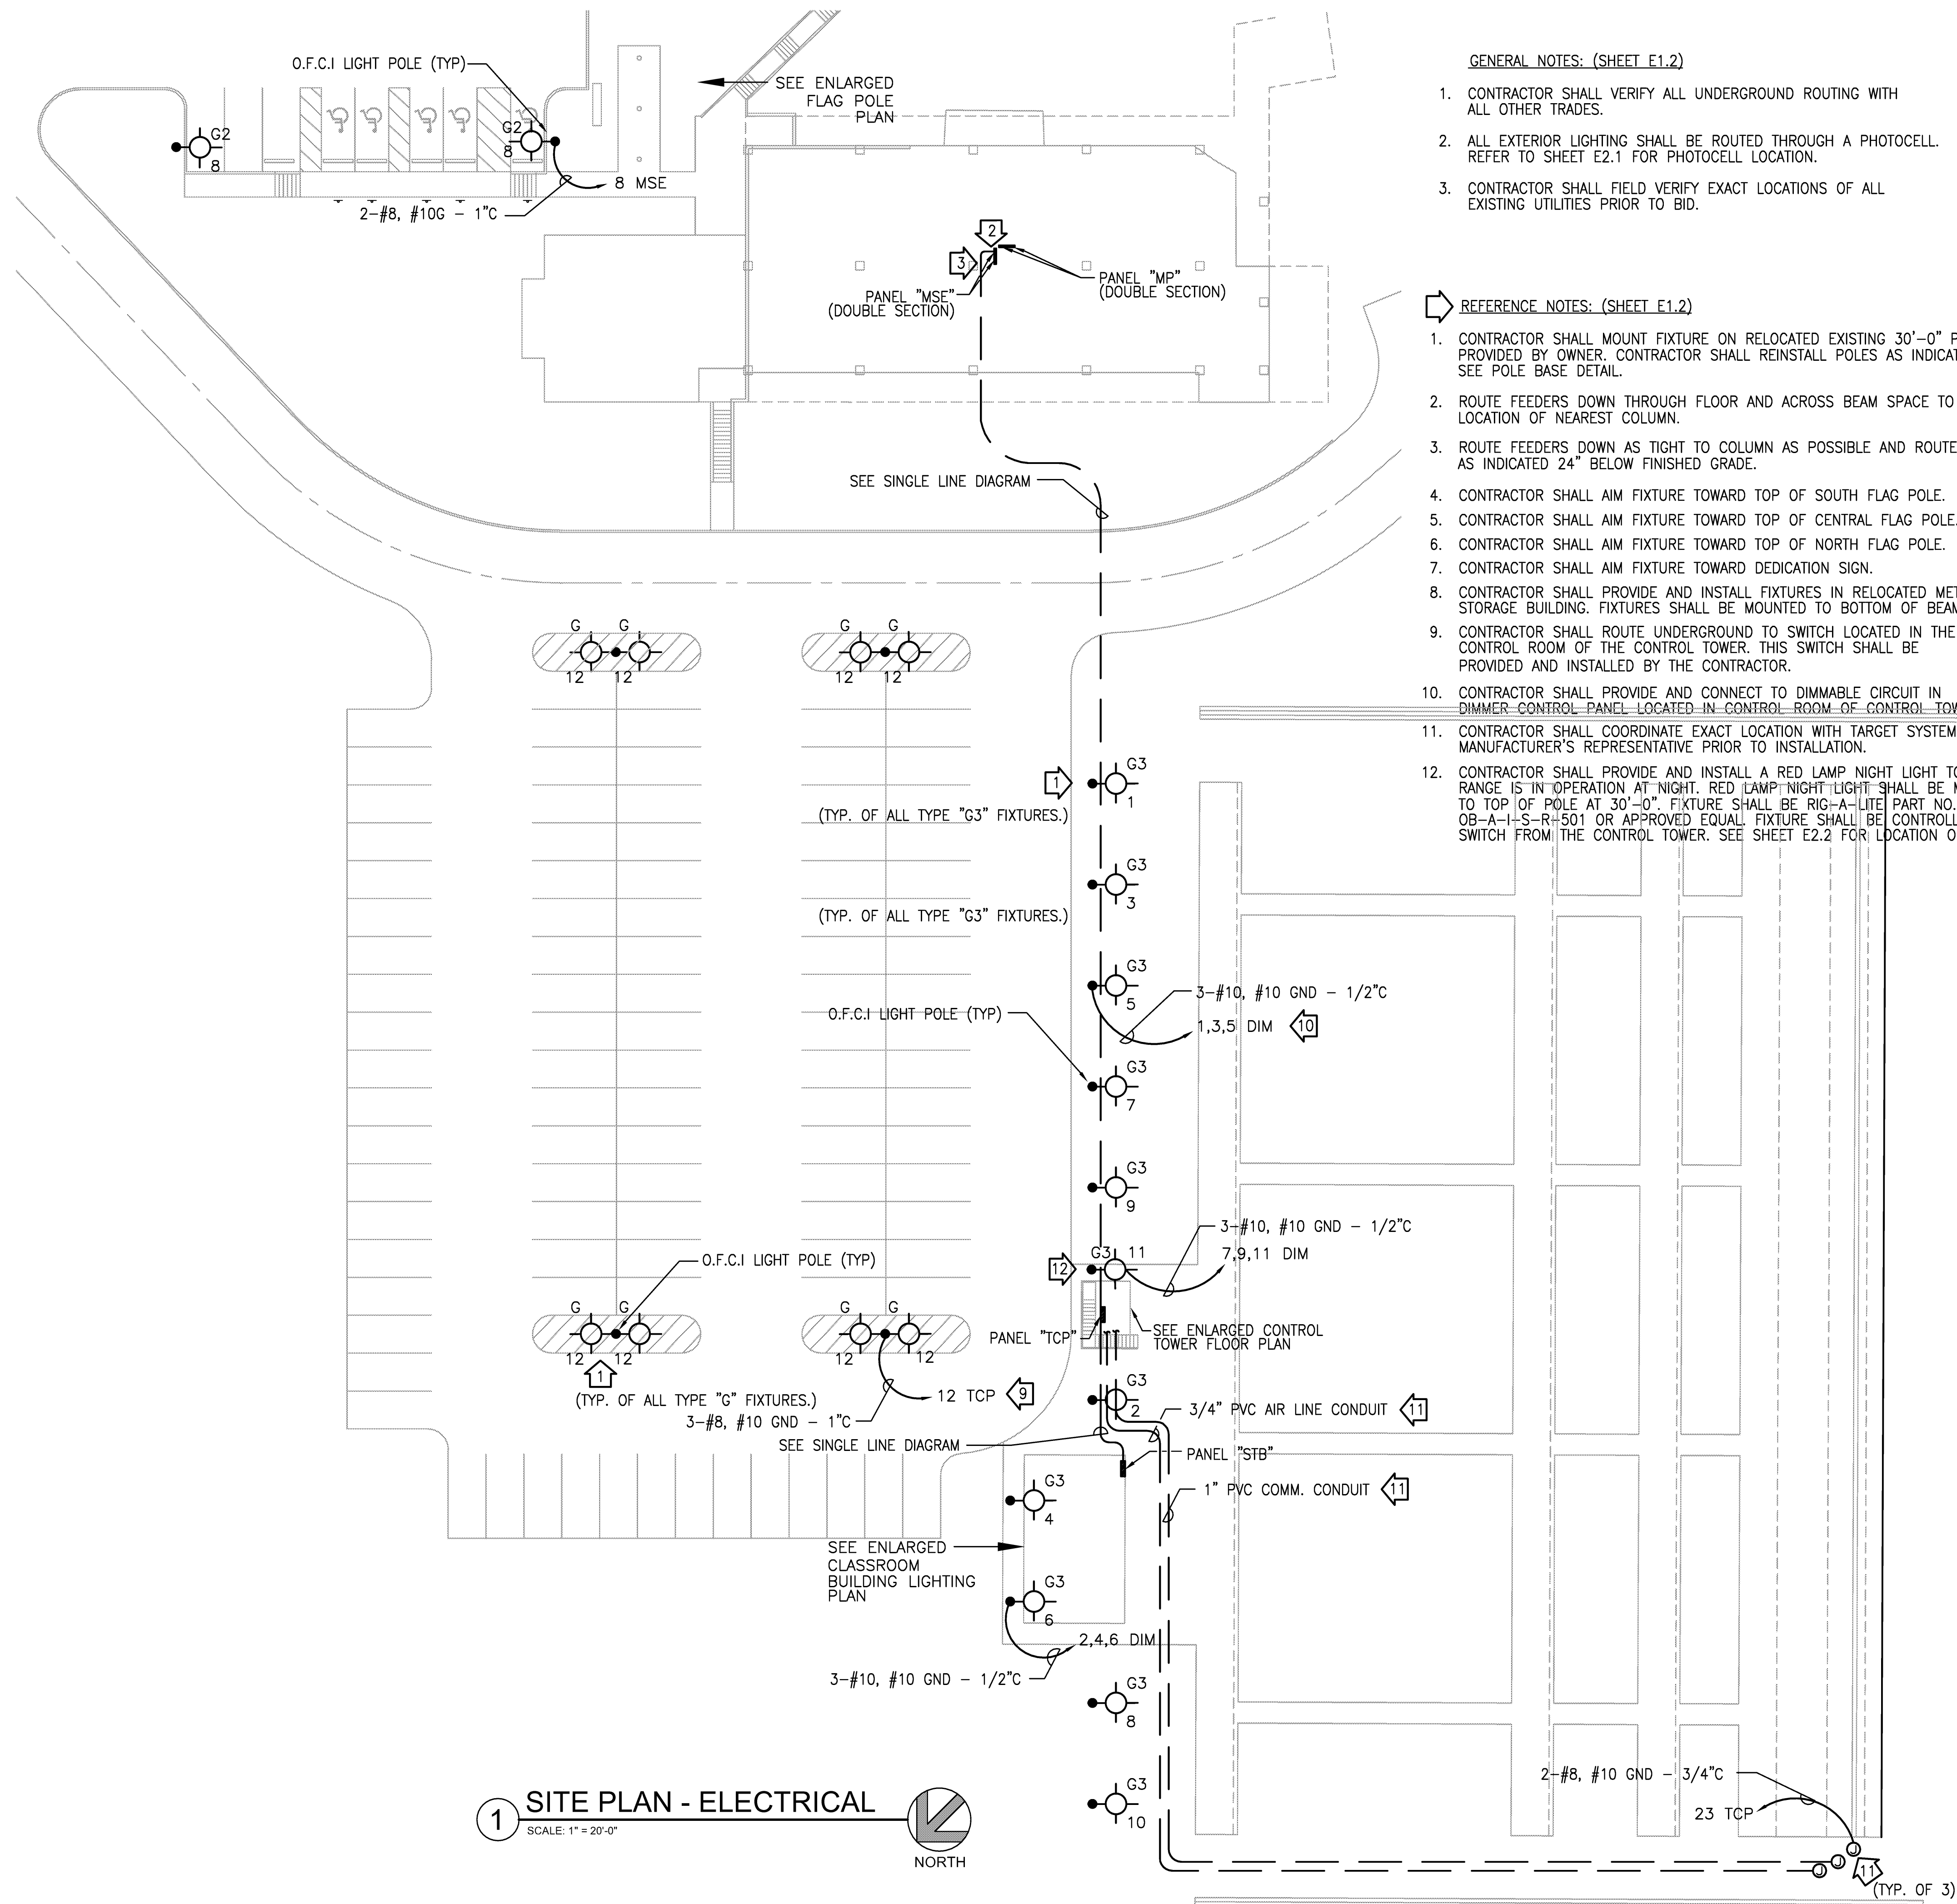 GENERAL NOTES: (SHEET E1.2)
1. CONTRACTOR SHALL VERIFY ALL UNDERGROUND ROUTING WITH
ALL OTHER TRADES.
2. ALL EXTERIOR LIGHTING SHALL BE ROUTED THROUGH A PHOTOCELL.
REFER TO SHEET E2.1 FOR PHOTOCELL LOCATION.
3. CONTRACTOR SHALL FIELD VERIFY EXACT LOCATIONS OF ALL
EXISTING UTILITIES PRIOR TO BID.
REFERENCE NOTES: (SHEET E1.2)
1. CONTRACTOR SHALL MOUNT FIXTURE ON RELOCATED EXISTING 30'-0" P
PROVIDED BY OWNER. CONTRACTOR SHALL REINSTALL POLES AS INDICAT
SEE POLE BASE DETAIL.
2. ROUTE FEEDERS DOWN THROUGH FLOOR AND ACROSS BEAM SPACE TO
LOCATION OF NEAREST COLUMN.
3. ROUTE FEEDERS DOWN AS TIGHT TO COLUMN AS POSSIBLE AND ROUTE
AS INDICATED 24" BELOW FINISHED GRADE.
4. CONTRACTOR SHALL AIM FIXTURE TOWARD TOP OF SOUTH FLAG POLE.
5. CONTRACTOR SHALL AIM FIXTURE TOWARD TOP OF CENTRAL FLAG POLE.
6. CONTRACTOR SHALL AIM FIXTURE TOWARD TOP OF NORTH FLAG POLE.
7. CONTRACTOR SHALL AIM FIXTURE TOWARD DEDICATION SIGN.
8. CONTRACTOR SHALL PROVIDE AND INSTALL FIXTURES IN RELOCATED MET
STORAGE BUILDING. FIXTURES SHALL BE MOUNTED TO BOTTOM OF BEAM
9. CONTRACTOR SHALL ROUTE UNDERGROUND TO SWITCH LOCATED IN THE
CONTROL ROOM OF THE CONTROL TOWER. THIS SWITCH SHALL BE
PROVIDED AND INSTALLED BY THE CONTRACTOR.
10. CONTRACTOR SHALL PROVIDE AND CONNECT TO DIMMABLE CIRCUIT IN
DIMMER CONTROL PANEL LOCATED IN CONTROL ROOM OF CONTROL TOW
11. CONTRACTOR SHALL COORDINATE EXACT LOCATION WITH TARGET SYSTEM
MANUFACTURER'S REPRESENTATIVE PRIOR TO INSTALLATION.
12. CONTRACTOR SHALL PROVIDE AND INSTALL A RED LAMP NIGHT LIGHT TO
RANGE IS IN OPERATION AT NIGHT. RED LAMP NIGHT LIGHT SHALL BE M
TO TOP OF POLE AT 30'-0". FIXTURE SHALL BE RIG-A-LITE PART NO.
OB-A-I-S-R-501 OR APPROVED EQUAL. FIXTURE SHALL BE CONTROLL
SWITCH FROM THE CONTROL TOWER. SEE SHEET E2.2 FOR LOCATION O
O.F.C.I LIGHT POLE (TYP)
SEE ENLARGED
FLAG POLE
PLAN
G2
8
G2
8
8 MSE
2-#8, #10G - 1"C
2
3
PANEL "MP"
(DOUBLE SECTION)
PANEL "MSE"
(DOUBLE SECTION)
SEE SINGLE LINE DIAGRAM
G G
12 12
G G
12 12
1
G3
1
(TYP. OF ALL TYPE "G3" FIXTURES.)
G3
3
(TYP. OF ALL TYPE "G3" FIXTURES.)
G3
5
3-#10, #10 GND - 1/2"C
O.F.C.I LIGHT POLE (TYP)
1,3,5 DIM 10
G3
7
G3
9
3-#10, #10 GND - 1/2"C
7,9,11 DIM
G3 11
12
O.F.C.I LIGHT POLE (TYP)
G G
12 12
1
(TYP. OF ALL TYPE "G" FIXTURES.)
G G
12 12
12 TCP 9
3-#8, #10 GND - 1"C
PANEL "TCP"
SEE ENLARGED CONTROL
TOWER FLOOR PLAN
G3
2
3/4" PVC AIR LINE CONDUIT 11
SEE SINGLE LINE DIAGRAM
PANEL "STB"
1" PVC COMM. CONDUIT 11
G3
4
SEE ENLARGED
CLASSROOM
BUILDING LIGHTING
PLAN
G3
6
2,4,6 DIM
3-#10, #10 GND - 1/2"C
G3
8
G3
10
2-#8, #10 GND - 3/4"C
23 TCP
J J J
11
(TYP. OF 3)
1 SITE PLAN - ELECTRICAL
SCALE: 1" = 20'-0"
NORTH